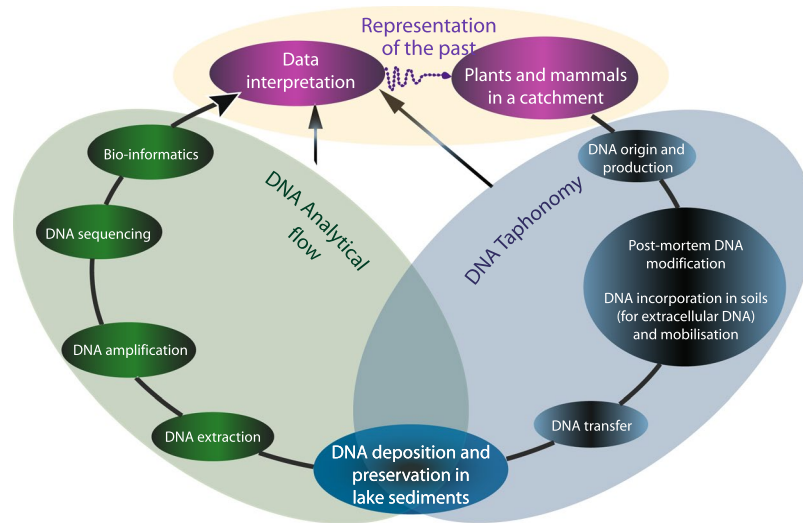 Representation
of the past
Data
interpretation
Plants and mammals
in a catchment
Bio-informatics
DNA origin and
production
DNA Analytical
flow
DNA Taphonomy
DNA sequencing
Post-mortem DNA
modification
DNA incorporation in soils
(for extracellular DNA)
and mobilisation
DNA amplification
DNA extraction
DNA transfer
DNA deposition and
preservation in
lake sediments